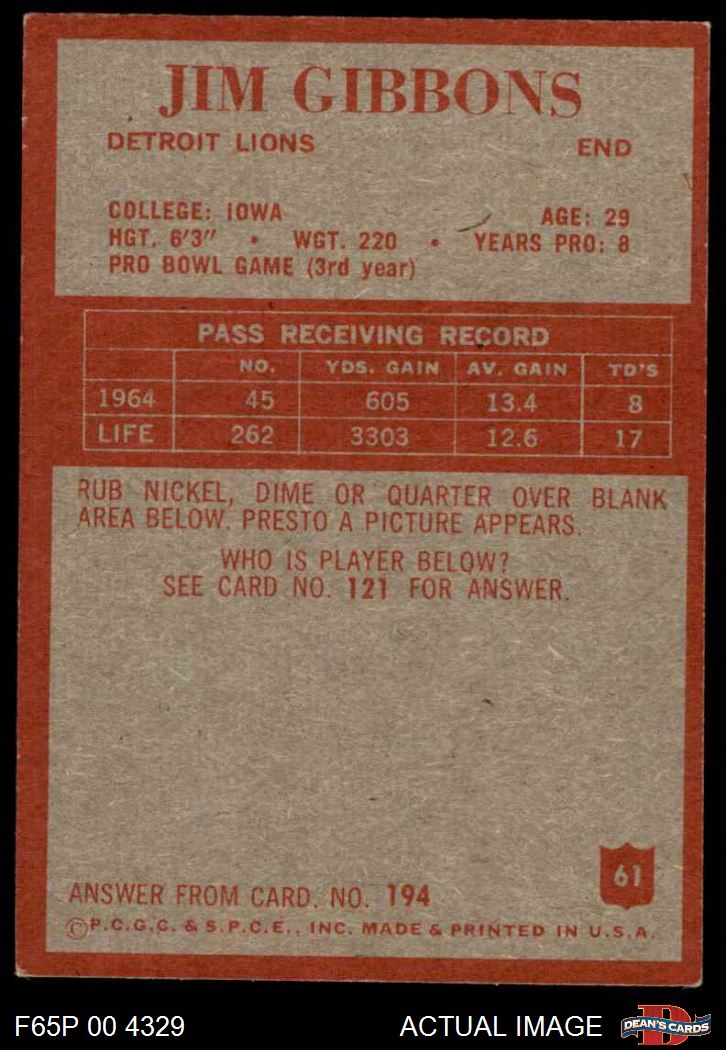 JIM GIBBONS
DETROIT LIONS END
COLLEGE: IOWA AGE: 29
HGT. 6'3" • WGT. 220 • YEARS PRO: 8
PRO BOWL GAME (3rd year)
PASS RECEIVING RECORD
NO. YDS. GAIN AV. GAIN TD'S
1964 45 605 13.4 8
LIFE 262 3303 12.6 17
RUB NICKEL, DIME OR QUARTER OVER BLANK
AREA BELOW. PRESTO A PICTURE APPEARS.
WHO IS PLAYER BELOW?
SEE CARD NO. 121 FOR ANSWER.
61
ANSWER FROM CARD. NO. 194
©P.C.G.C. & S.P.C.E., INC. MADE & PRINTED IN U.S.A.
F65P 00 4329 ACTUAL IMAGE D DEAN'S CARDS